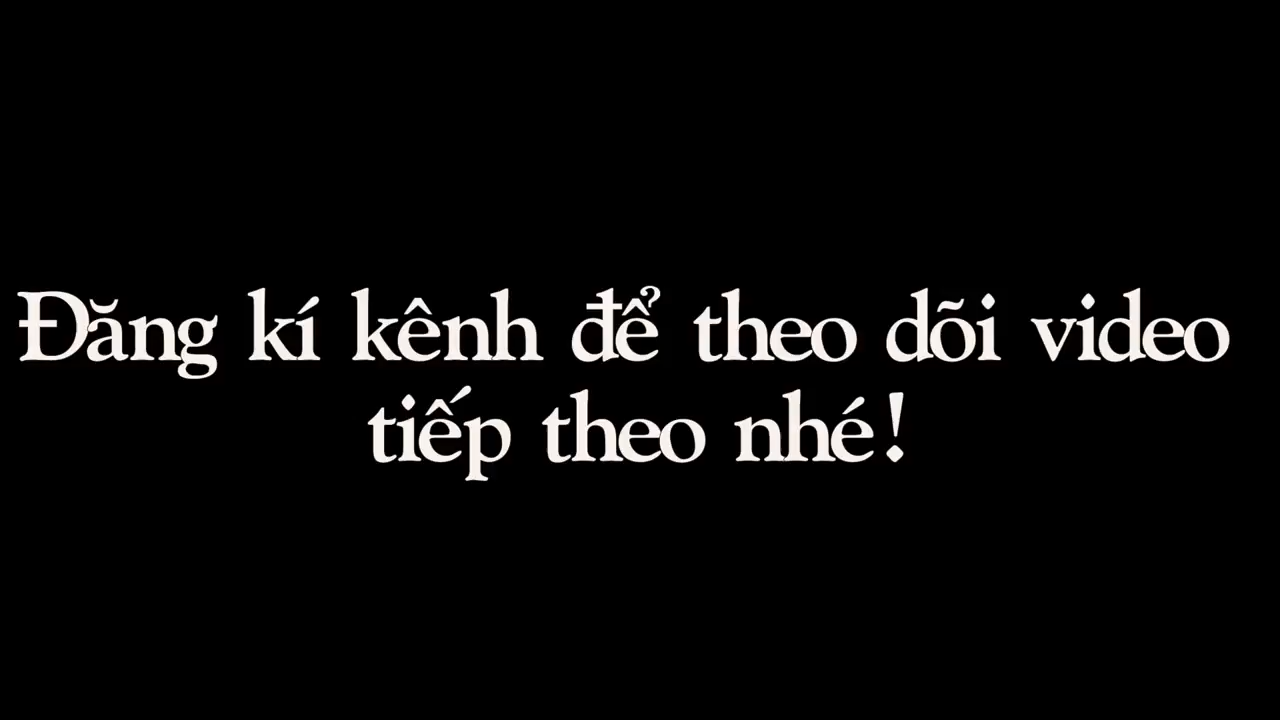 Đăng kí kênh để theo dõi video
tiếp theo nhé!